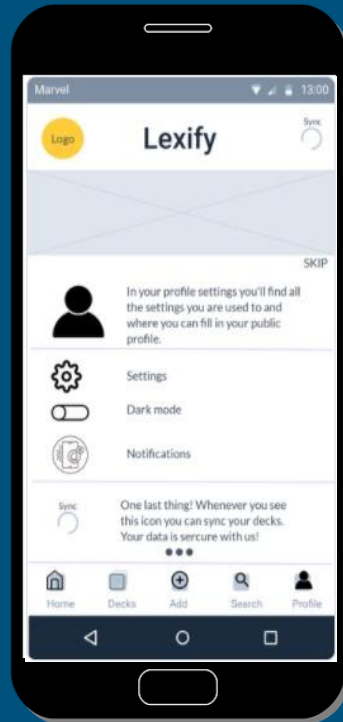 Marvel 13:00
Logo
Lexify
Sync
SKIP
In your profile settings you'll find all
the settings you are used to and
where you can fill in your public
profile.
Settings
Dark mode
Notifications
Sync
One last thing! Whenever you see
this icon you can sync your decks.
Your data is sercure with us!
Home Decks Add Search Profile